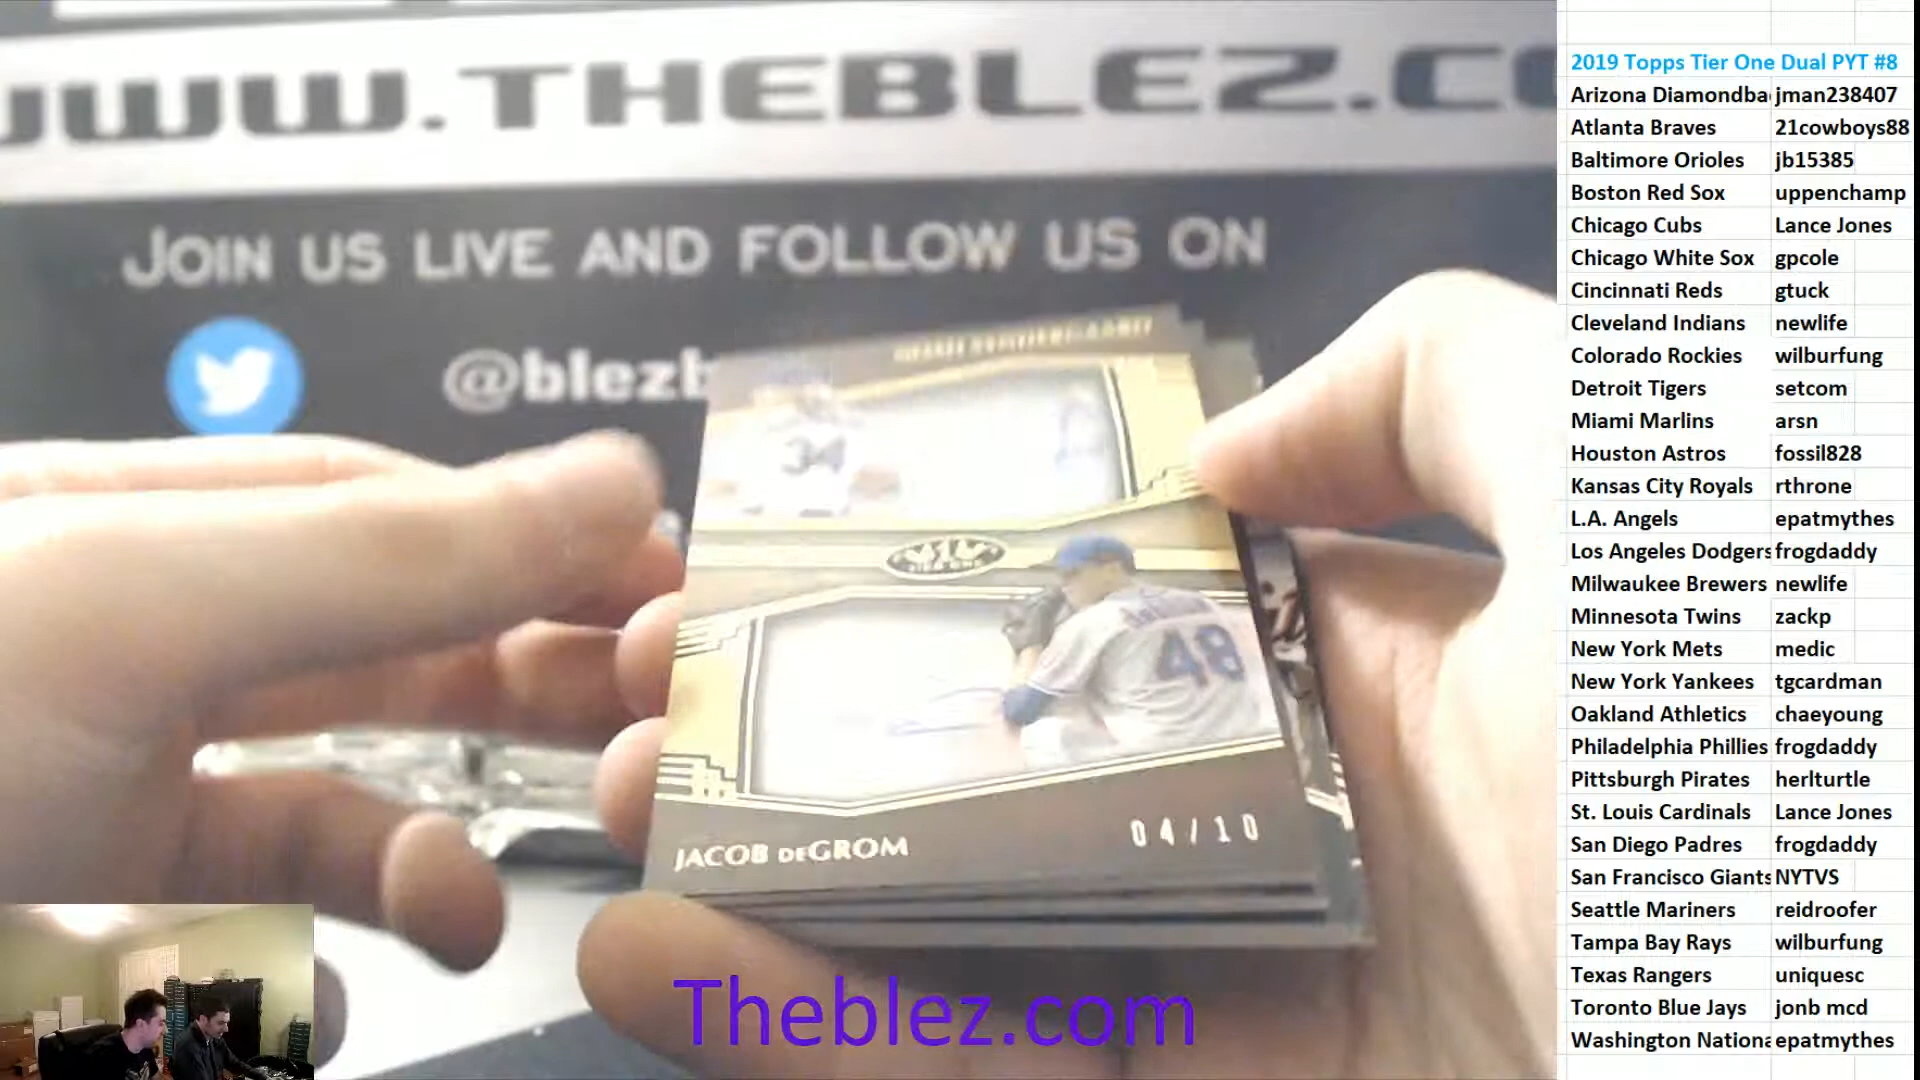 WWW.THEBLEZ.CO
JOIN US LIVE AND FOLLOW US ON
@blezb
34
TIER ONE
48
JACOB DEGROM
04/10
Theblez.com
2019 Topps Tier One Dual PYT #8
Arizona Diamondba jman238407
Atlanta Braves 21cowboys88
Baltimore Orioles jb15385
Boston Red Sox uppenchamp
Chicago Cubs Lance Jones
Chicago White Sox gpcole
Cincinnati Reds gtuck
Cleveland Indians newlife
Colorado Rockies wilburfung
Detroit Tigers setcom
Miami Marlins arsn
Houston Astros fossil828
Kansas City Royals rthrone
L.A. Angels epatmythes
Los Angeles Dodgers frogdaddy
Milwaukee Brewers newlife
Minnesota Twins zackp
New York Mets medic
New York Yankees tgcardman
Oakland Athletics chaeyoung
Philadelphia Phillies frogdaddy
Pittsburgh Pirates herlturtle
St. Louis Cardinals Lance Jones
San Diego Padres frogdaddy
San Francisco Giants NYTVS
Seattle Mariners reidroofer
Tampa Bay Rays wilburfung
Texas Rangers uniquesc
Toronto Blue Jays jonb mcd
Washington Nationa epatmythes